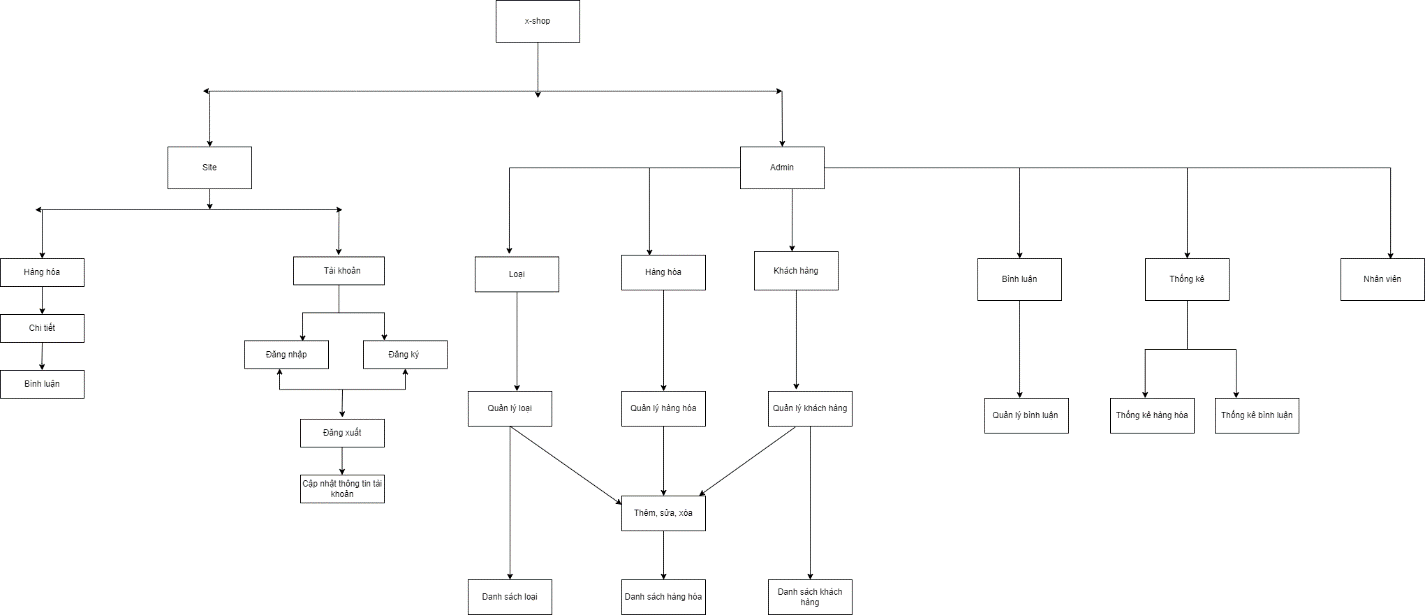 x-shop
Site
Admin
Hàng hóa
Tài khoản
Loại
Hàng hóa
Khách hàng
Bình luận
Thống kê
Nhân viên
Chi tiết
Đăng nhập
Đăng ký
Bình luận
Quản lý loại
Quản lý hàng hóa
Quản lý khách hàng
Quản lý bình luận
Thống kê hàng hóa
Thống kê bình luận
Đăng xuất
Cập nhật thông tin tài
khoản
Thêm, sửa, xóa
Danh sách loại
Danh sách hàng hóa
Danh sách khách
hàng